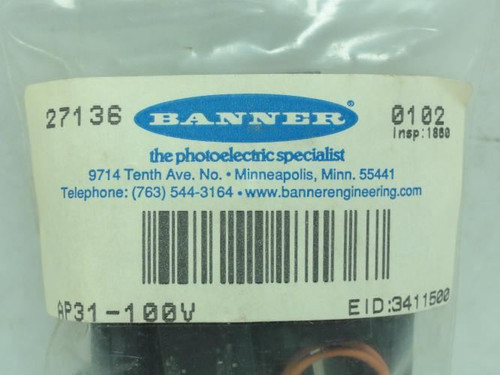 27136 BANNER® 0102
Insp:1880
the photoelectric specialist
9714 Tenth Ave. No. • Minneapolis, Minn. 55441
Telephone: (763) 544-3164 • www.bannerengineering.com
AP31-100V EID:3411500